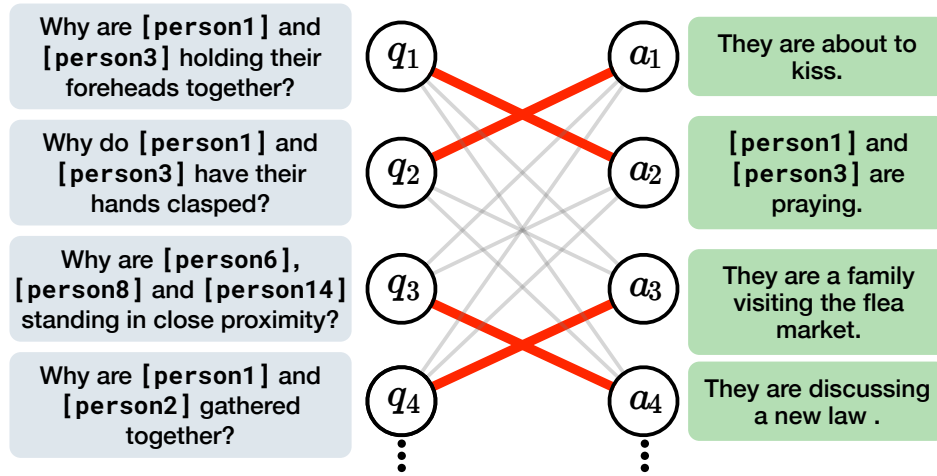 Why are [person1] and
[person3] holding their
foreheads together?
q1
a1
They are about to
kiss.
Why do [person1] and
[person3] have their
hands clasped?
q2
a2
[person1] and
[person3] are
praying.
Why are [person6],
[person8] and [person14]
standing in close proximity?
q3
a3
They are a family
visiting the flea
market.
Why are [person1] and
[person2] gathered
together?
q4
a4
They are discussing
a new law .